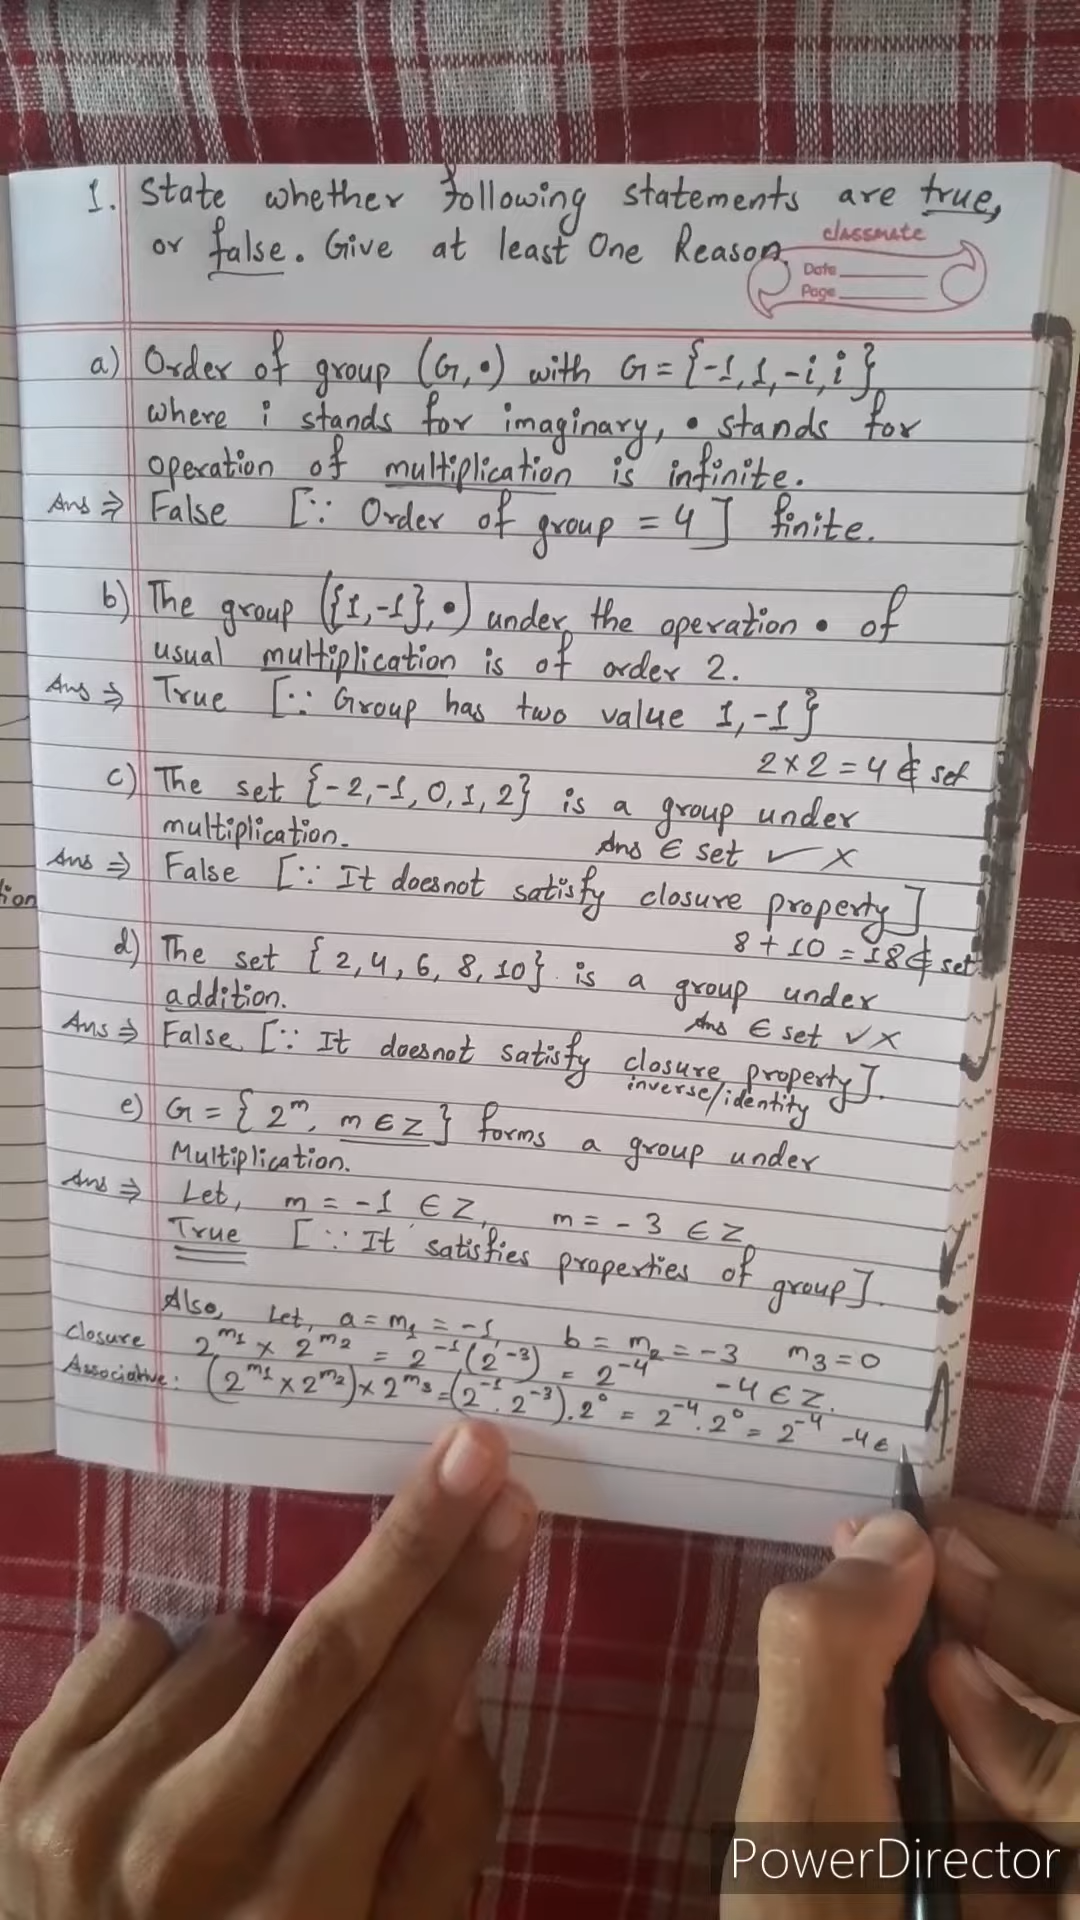 1. State whether following statements are true,
or false. Give at least One Reason.
classmate
Date
Page
a) Order of group (G, •) with G = {-1, 1, -i, i}
where i stands for imaginary, • stands for
operation of multiplication is infinite.
Ans ⇒ False [∵ Order of group = 4] finite.
b) The group ({1, -1}, •) under the operation • of
usual multiplication is of order 2.
Ans ⇒ True [∵ Group has two value 1, -1}
2 × 2 = 4 ∉ set
c) The set {-2, -1, 0, 1, 2} is a group under
multiplication.
Ans ∈ set ✓ ✗
Ans ⇒ False [∵ It doesnot satisfy closure property]
8 + 10 = 18 ∉ set
d) The set {2, 4, 6, 8, 10} is a group under
addition.
Ans ∈ set ✓ ✗
Ans ⇒ False [∵ It doesnot satisfy closure property].
inverse/identity
e) G = {2^m, m ∈ Z} forms a group under
Multiplication.
Ans ⇒ Let, m = -1 ∈ Z, m = -3 ∈ Z
True [∵ It satisfies properties of group].
Also, Let, a = m₁ = -1, b = m₂ = -3 m₃ = 0
Closure 2^m₁ × 2^m₂ = 2^-1 (2^-3) = 2^-4 -4 ∈ Z.
Associative: (2^m₁ × 2^m₂) × 2^m₃ = (2^-1 . 2^-3) . 2^0 = 2^-4 . 2^0 = 2^-4 -4 ∈
tion
PowerDirector